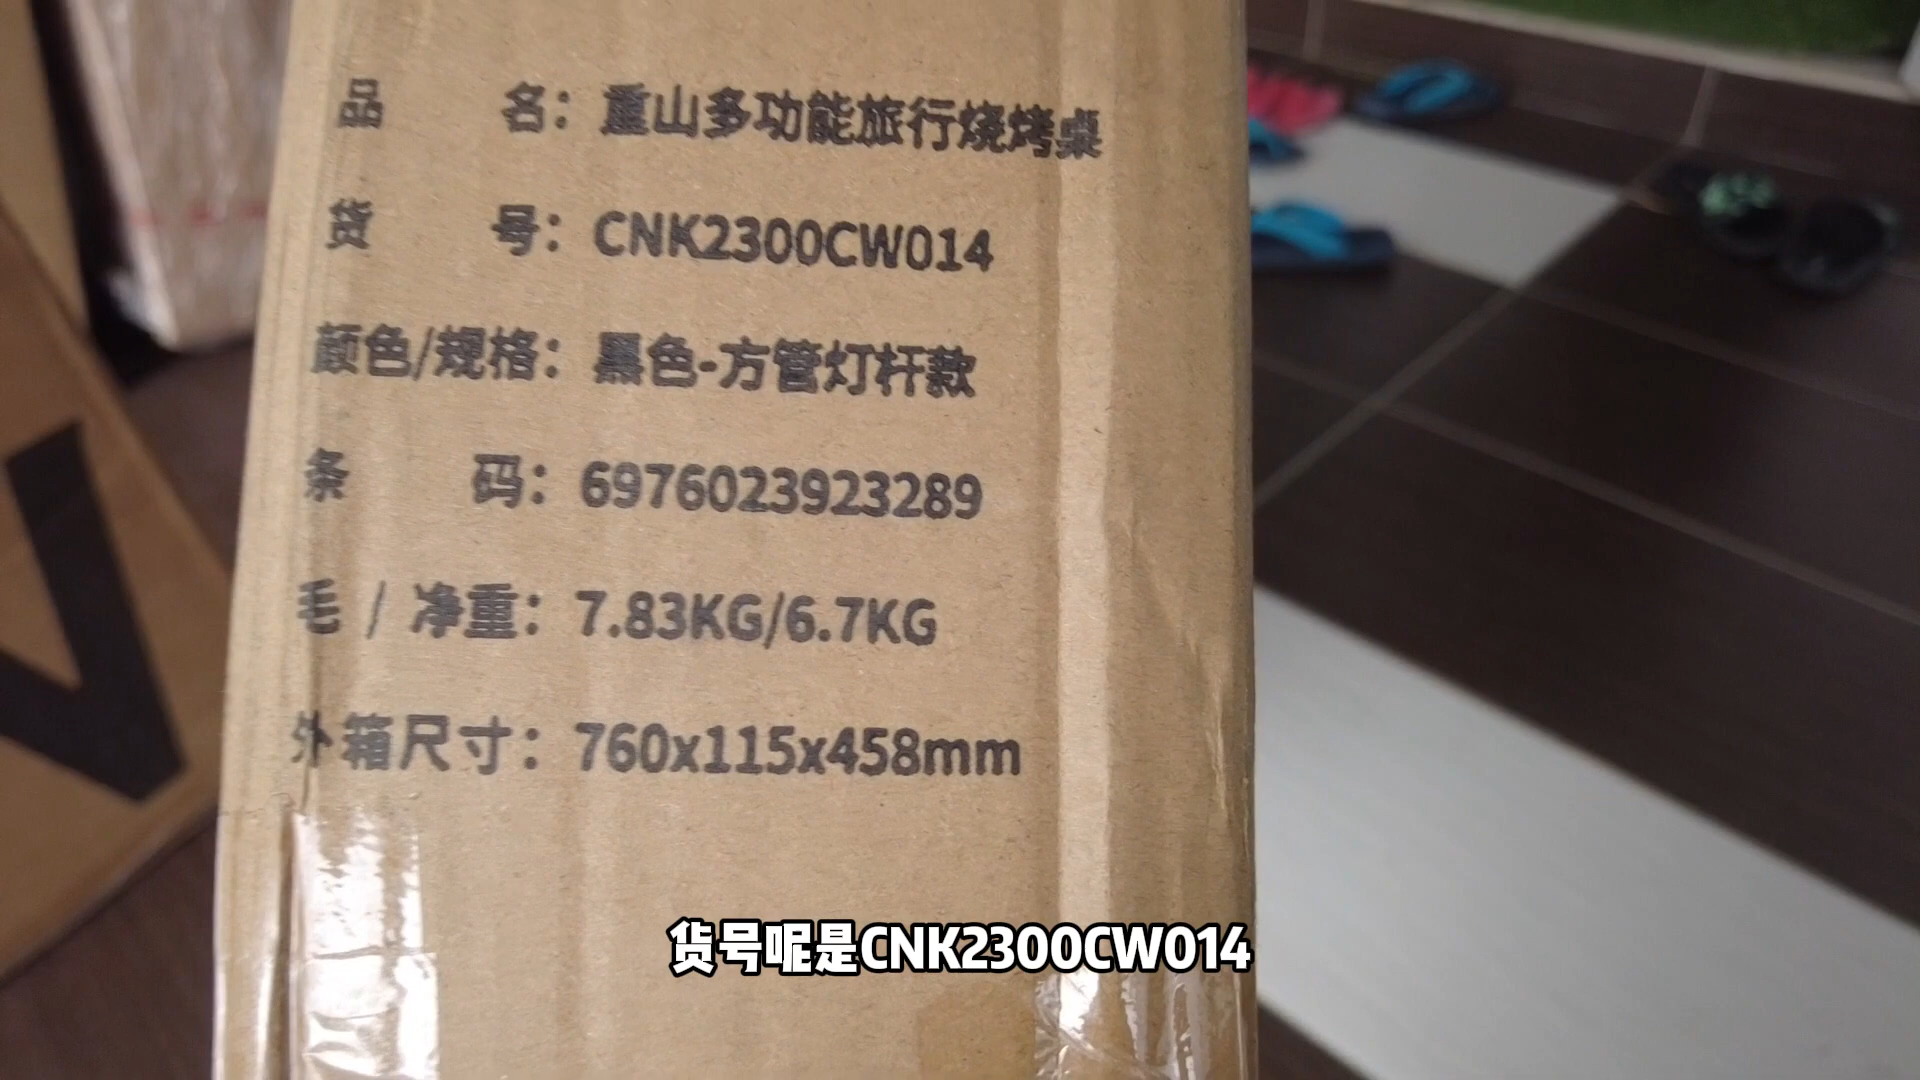 品 名：重山多功能旅行烧烤桌
货 号：CNK2300CW014
颜色/规格：黑色-方管灯杆款
条 码：6976023923289
毛 / 净重：7.83KG/6.7KG
外箱尺寸：760x115x458mm
货号呢是CNK2300CW014